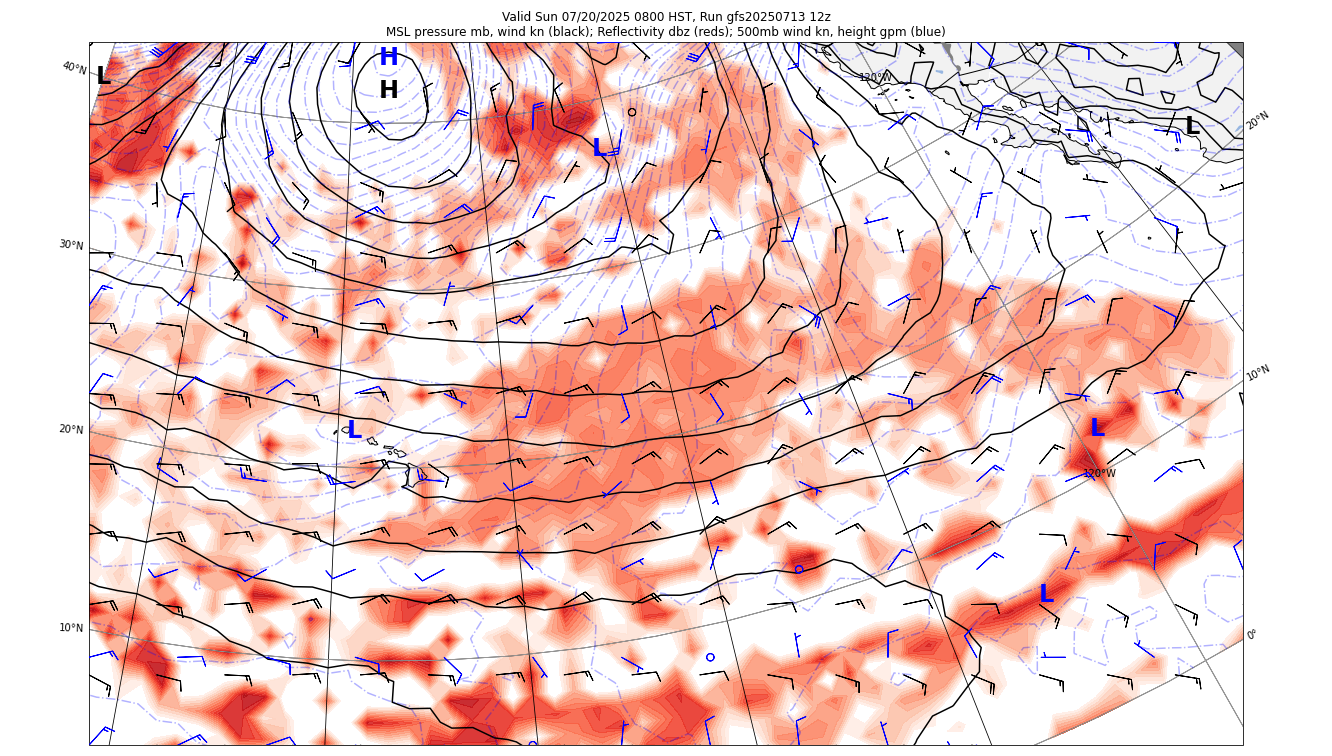 Valid Sun 07/20/2025 0800 HST, Run gfs20250713 12z
MSL pressure mb, wind kn (black); Reflectivity dbz (reds); 500mb wind kn, height gpm (blue)
H
L
40°N
120°W
H
20°N
L
L
30°N
10°N
20°N
L
L
120°W
L
10°N
0°